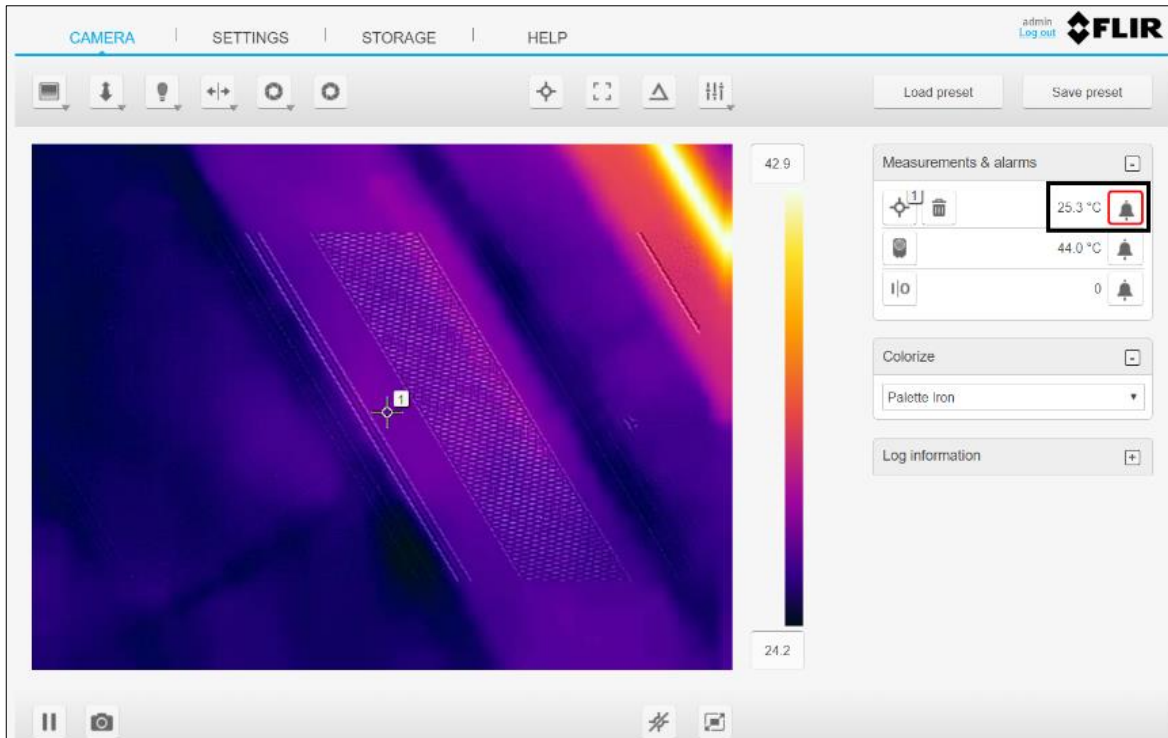 CAMERA | SETTINGS | STORAGE | HELP
admin
Log out
FLIR
Load preset Save preset
42.9
24.2
1
Measurements & alarms
1 25.3 °C
44.0 °C
I|O 0
Colorize
Palette Iron
Log information